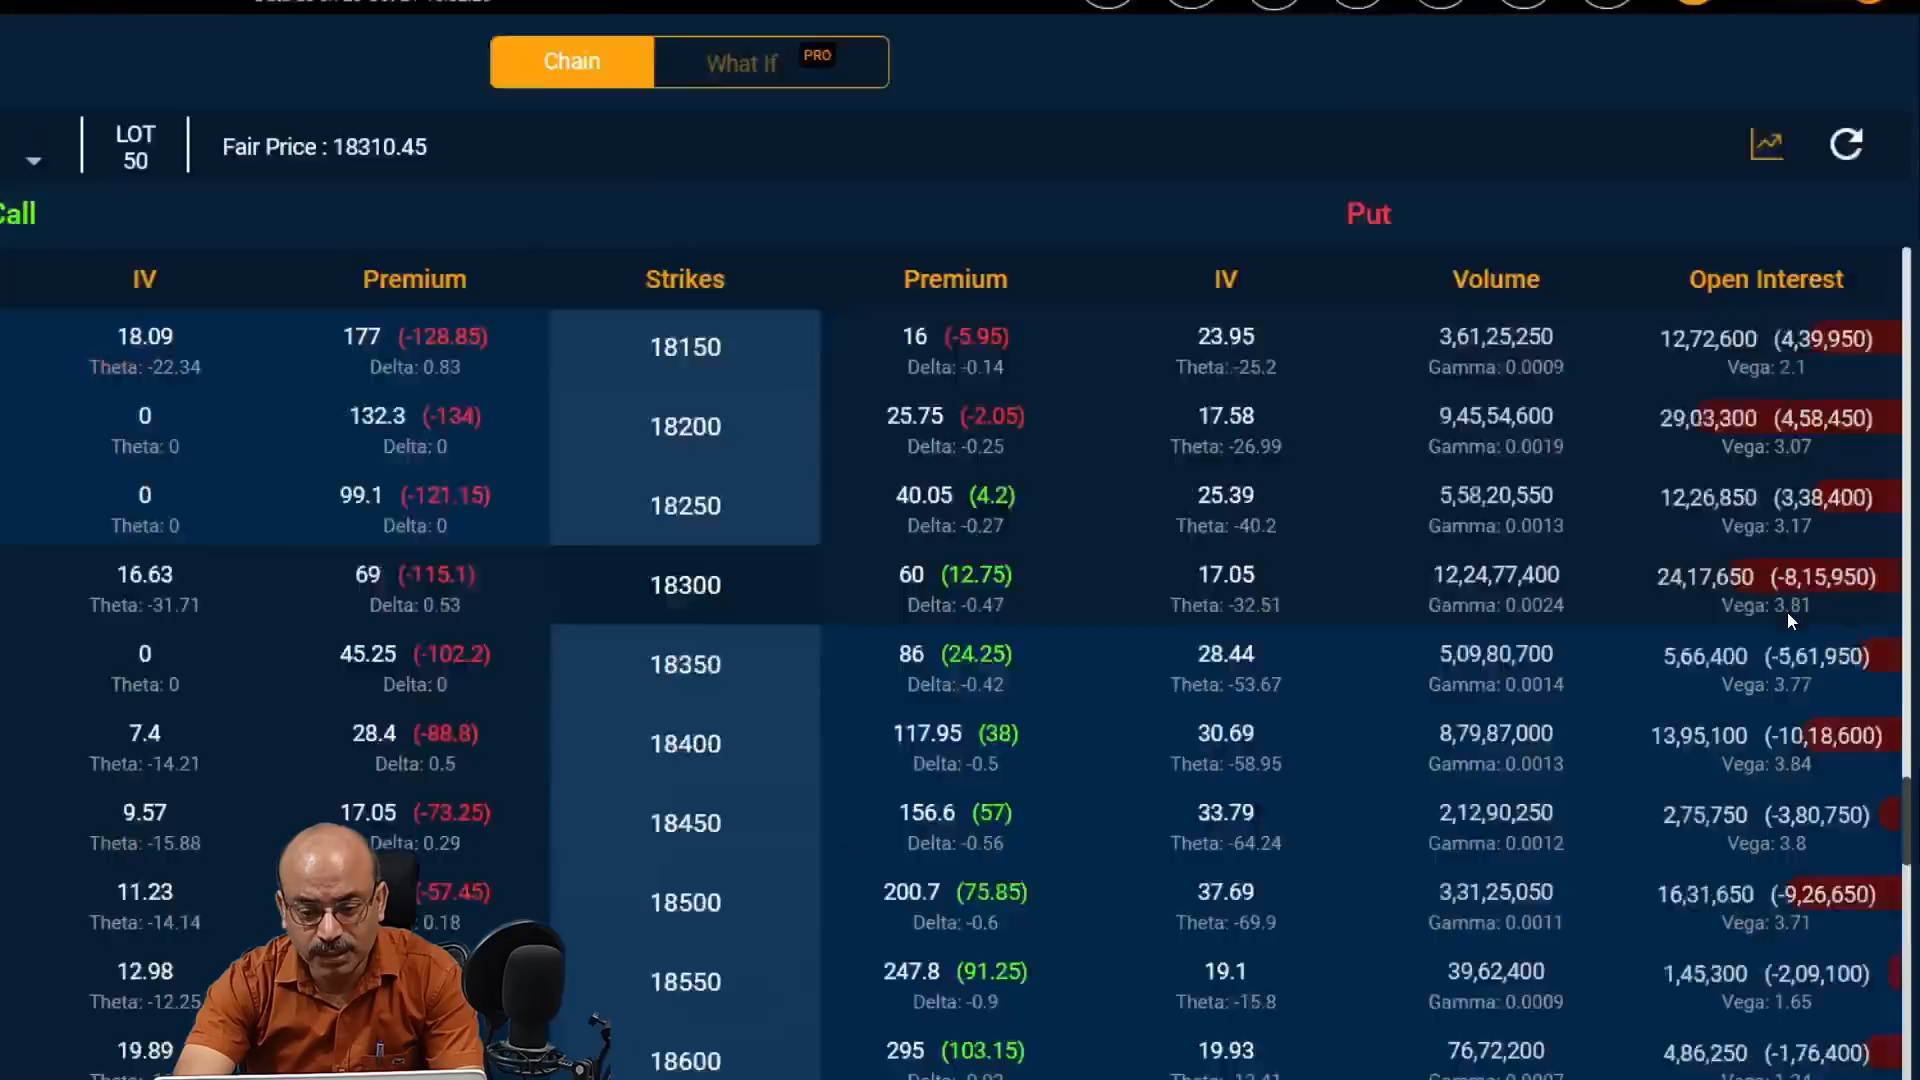 Chain What If PRO
LOT
50
Fair Price : 18310.45
Call Put
IV Premium Strikes Premium IV Volume Open Interest
18.09 177 (-128.85) 18150 16 (-5.95) 23.95 3,61,25,250 12,72,600 (4,39,950)
Theta: -22.34 Delta: 0.83 Delta: -0.14 Theta: -25.2 Gamma: 0.0009 Vega: 2.1
0 132.3 (-134) 18200 25.75 (-2.05) 17.58 9,45,54,600 29,03,300 (4,58,450)
Theta: 0 Delta: 0 Delta: -0.25 Theta: -26.99 Gamma: 0.0019 Vega: 3.07
0 99.1 (-121.15) 18250 40.05 (4.2) 25.39 5,58,20,550 12,26,850 (3,38,400)
Theta: 0 Delta: 0 Delta: -0.27 Theta: -40.2 Gamma: 0.0013 Vega: 3.17
16.63 69 (-115.1) 18300 60 (12.75) 17.05 12,24,77,400 24,17,650 (-8,15,950)
Theta: -31.71 Delta: 0.53 Delta: -0.47 Theta: -32.51 Gamma: 0.0024 Vega: 3.81
0 45.25 (-102.2) 18350 86 (24.25) 28.44 5,09,80,700 5,66,400 (-5,61,950)
Theta: 0 Delta: 0 Delta: -0.42 Theta: -53.67 Gamma: 0.0014 Vega: 3.77
7.4 28.4 (-88.8) 18400 117.95 (38) 30.69 8,79,87,000 13,95,100 (-10,18,600)
Theta: -14.21 Delta: 0.5 Delta: -0.5 Theta: -58.95 Gamma: 0.0013 Vega: 3.84
9.57 17.05 (-73.25) 18450 156.6 (57) 33.79 2,12,90,250 2,75,750 (-3,80,750)
Theta: -15.88 Delta: 0.29 Delta: -0.56 Theta: -64.24 Gamma: 0.0012 Vega: 3.8
11.23 (-57.45) 18500 200.7 (75.85) 37.69 3,31,25,050 16,31,650 (-9,26,650)
Theta: -14.14 0.18 Delta: -0.6 Theta: -69.9 Gamma: 0.0011 Vega: 3.71
12.98 18550 247.8 (91.25) 19.1 39,62,400 1,45,300 (-2,09,100)
Theta: -12.25 Delta: -0.9 Theta: -15.8 Gamma: 0.0009 Vega: 1.65
19.89 18600 295 (103.15) 19.93 76,72,200 4,86,250 (-1,76,400)